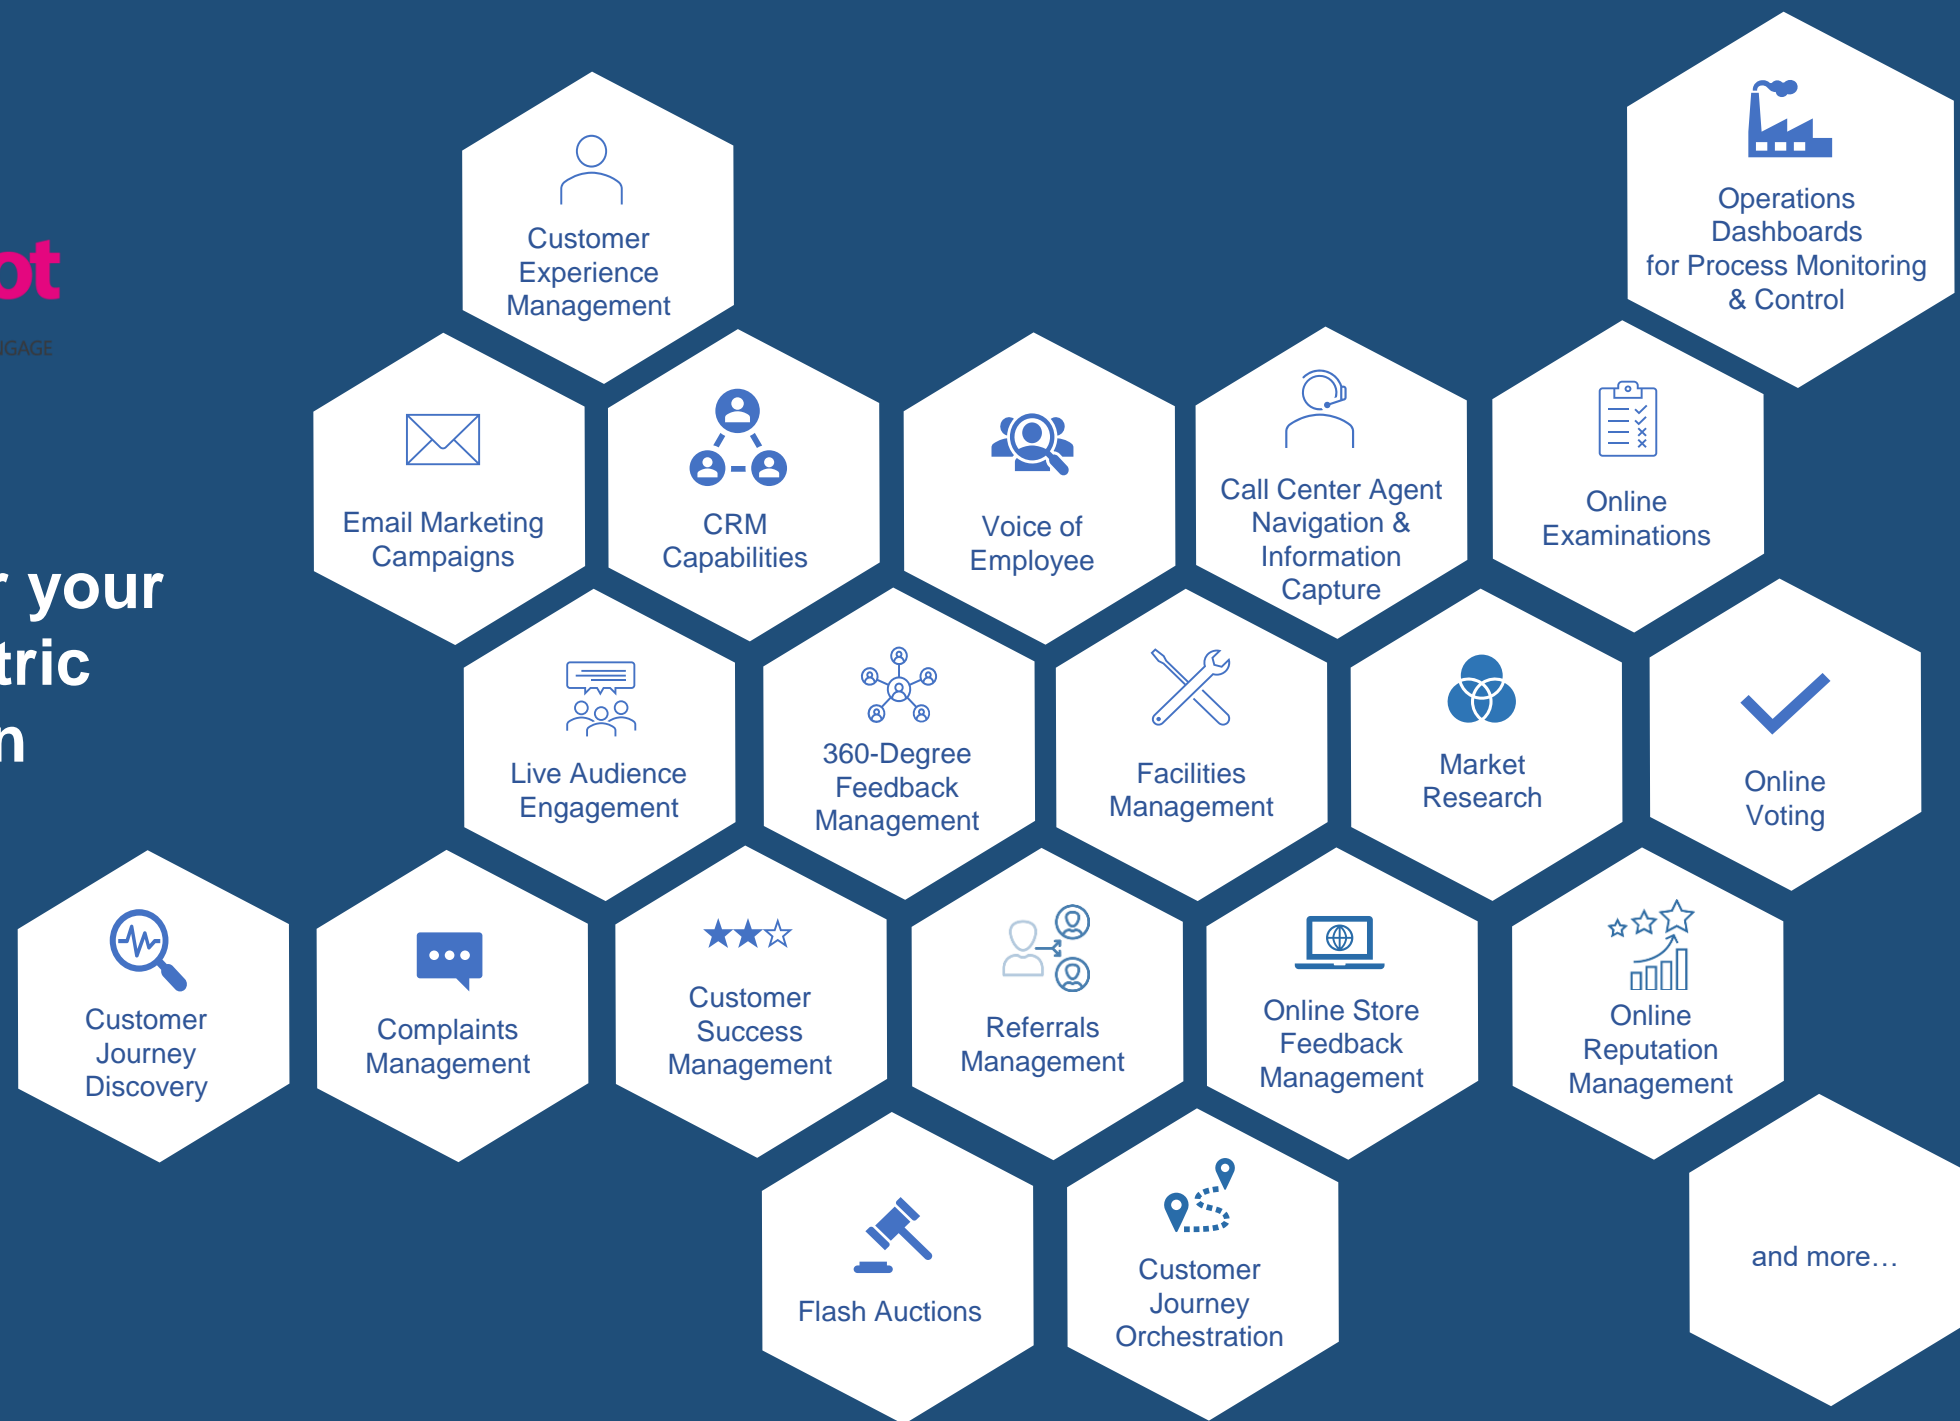 Operations
Dashboards
for Process Monitoring
& Control
Customer
Experience
Management
Email Marketing
Campaigns
CRM
Capabilities
Voice of
Employee
Call Center Agent
Navigation &
Information
Capture
Online
Examinations
your
Live Audience
Engagement
360-Degree
Feedback
Management
Facilities
Management
Market
Research
Online
Voting
Customer
Journey
Discovery
Complaints
Management
Customer
Success
Management
Referrals
Management
Online Store
Feedback
Management
Online
Reputation
Management
Flash Auctions
Customer
Journey
Orchestration
and more…